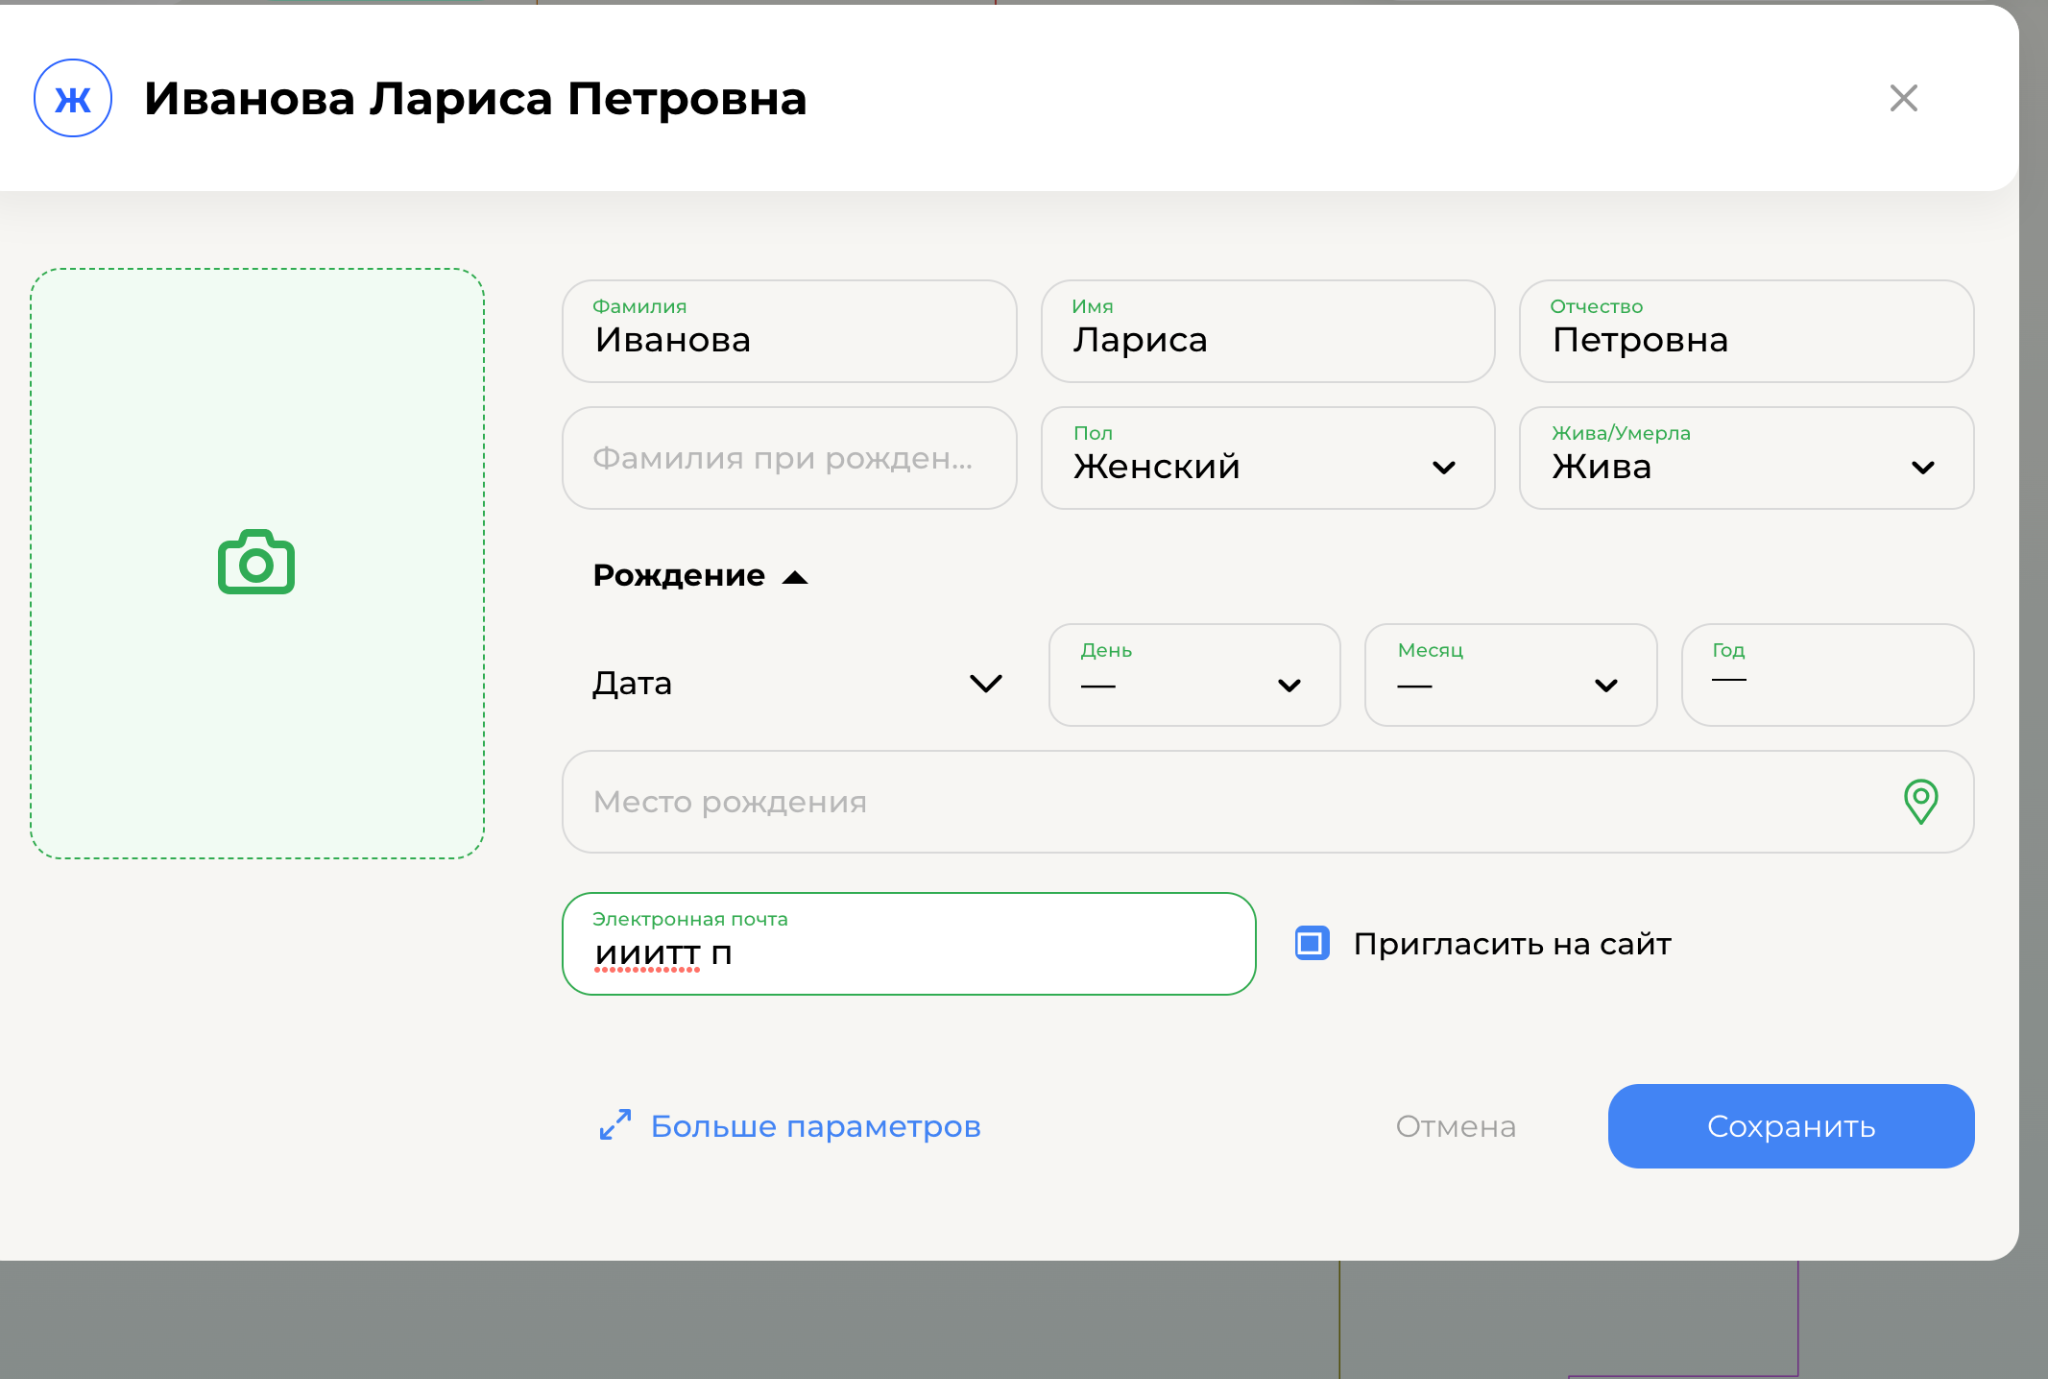 Ж Иванова Лариса Петровна
Фамилия
Иванова
Имя
Лариса
Отчество
Петровна
Фамилия при рожден...
Пол
Женский
Жива/Умерла
Жива
Рождение
Дата
День
—
Месяц
—
Год
—
Место рождения
Электронная почта
ииитт п
Пригласить на сайт
Больше параметров
Отмена
Сохранить